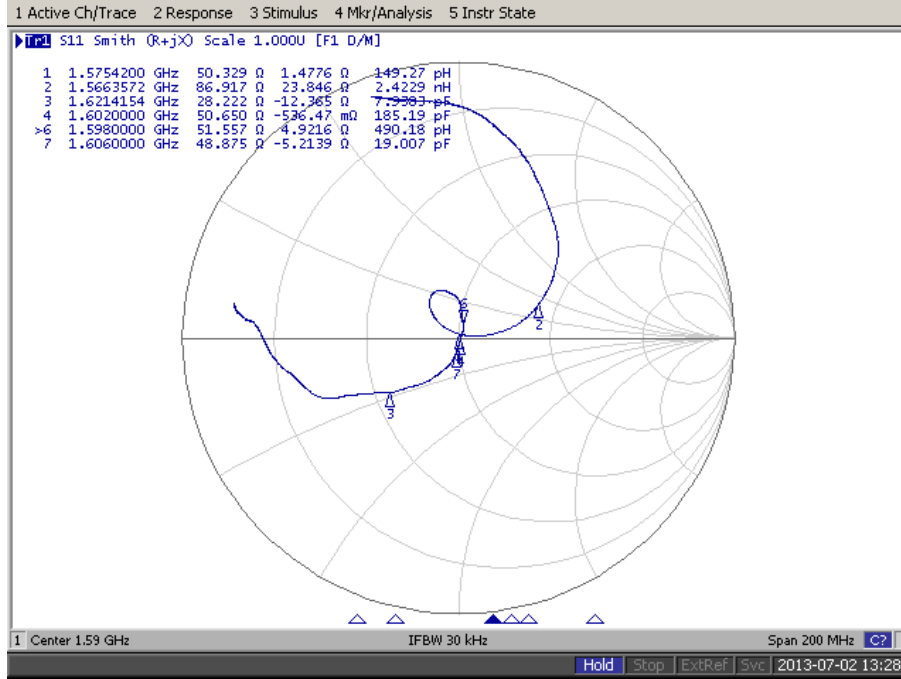 1 Active Ch/Trace 2 Response 3 Stimulus 4 Mkr/Analysis 5 Instr State
Tr1 S11 Smith (R+jX) Scale 1.000U [F1 D/M]
1 1.5754200 GHz 50.329 Ω 1.4776 Ω 149.27 pH
2 1.5663572 GHz 86.917 Ω 23.846 Ω 2.4229 nH
3 1.6214154 GHz 28.222 Ω -12.365 Ω 7.9383 pF
4 1.6020000 GHz 50.650 Ω -536.47 mΩ 185.19 pF
>6 1.5980000 GHz 51.557 Ω 4.9216 Ω 490.18 pH
7 1.6060000 GHz 48.875 Ω -5.2139 Ω 19.007 pF
6
2
7
3
1 Center 1.59 GHz IFBW 30 kHz Span 200 MHz C?
Hold Stop ExtRef Svc 2013-07-02 13:28